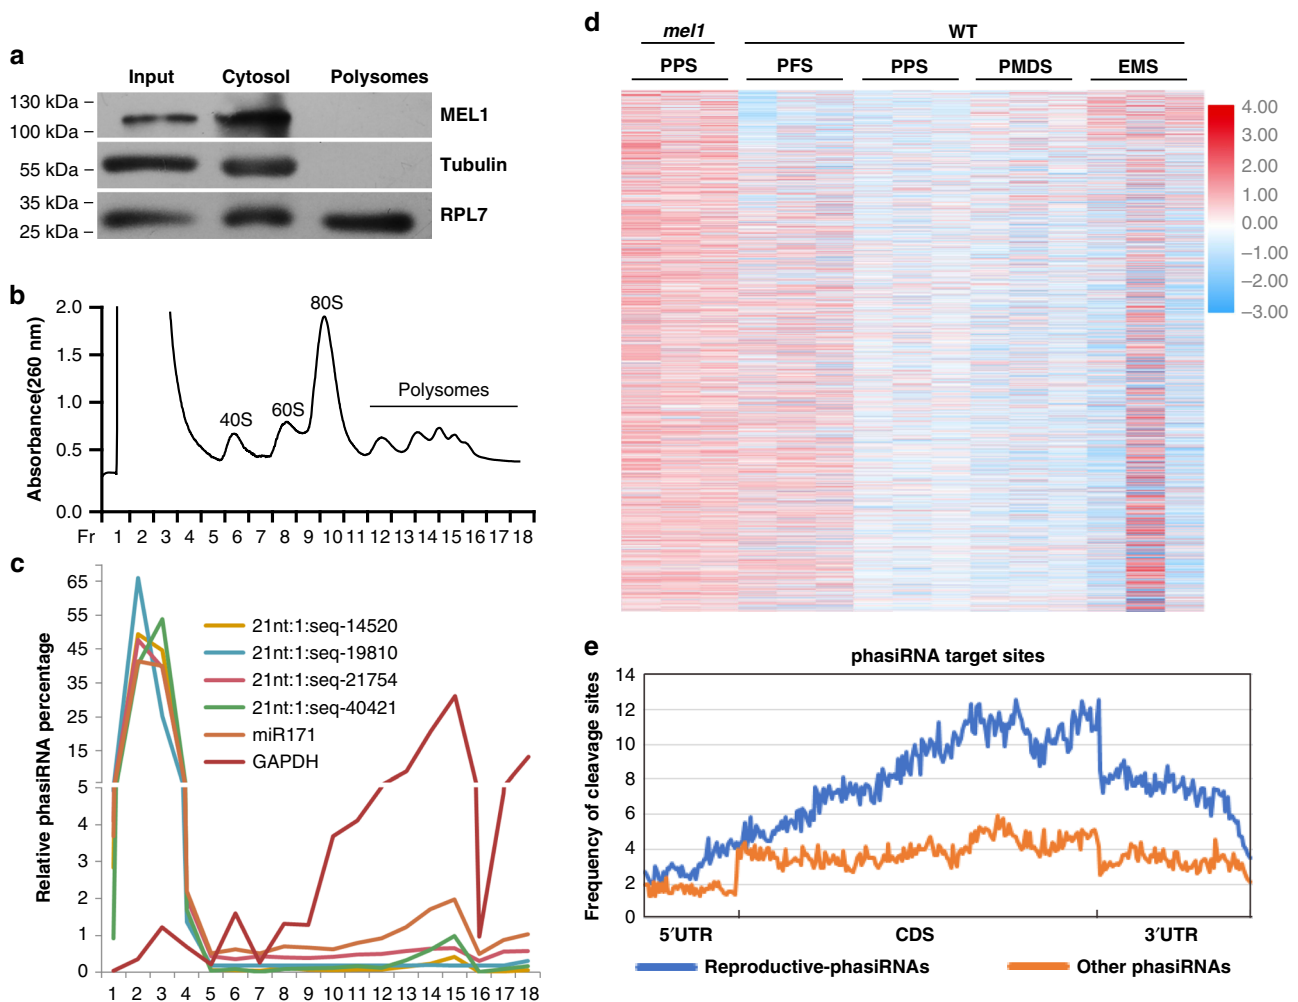 a
Input Cytosol Polysomes
130 kDa
100 kDa
MEL1
55 kDa
Tubulin
35 kDa
25 kDa
RPL7
b
Absorbance(260 nm)
2.0
1.5
1.0
0.5
0.0
40S
60S
80S
Polysomes
Fr 1 2 3 4 5 6 7 8 9 10 11 12 13 14 15 16 17 18
c
Relative phasiRNA percentage
65
55
45
35
25
15
5
4
3
2
1
0
21nt:1:seq-14520
21nt:1:seq-19810
21nt:1:seq-21754
21nt:1:seq-40421
miR171
GAPDH
1 2 3 4 5 6 7 8 9 10 11 12 13 14 15 16 17 18
d
mel1 WT
PPS PFS PPS PMDS EMS
4.00
3.00
2.00
1.00
0.00
−1.00
−2.00
−3.00
e
phasiRNA target sites
Frequency of cleavage sites
14
12
10
8
6
4
2
0
5′UTR CDS 3′UTR
Reproductive-phasiRNAs Other phasiRNAs